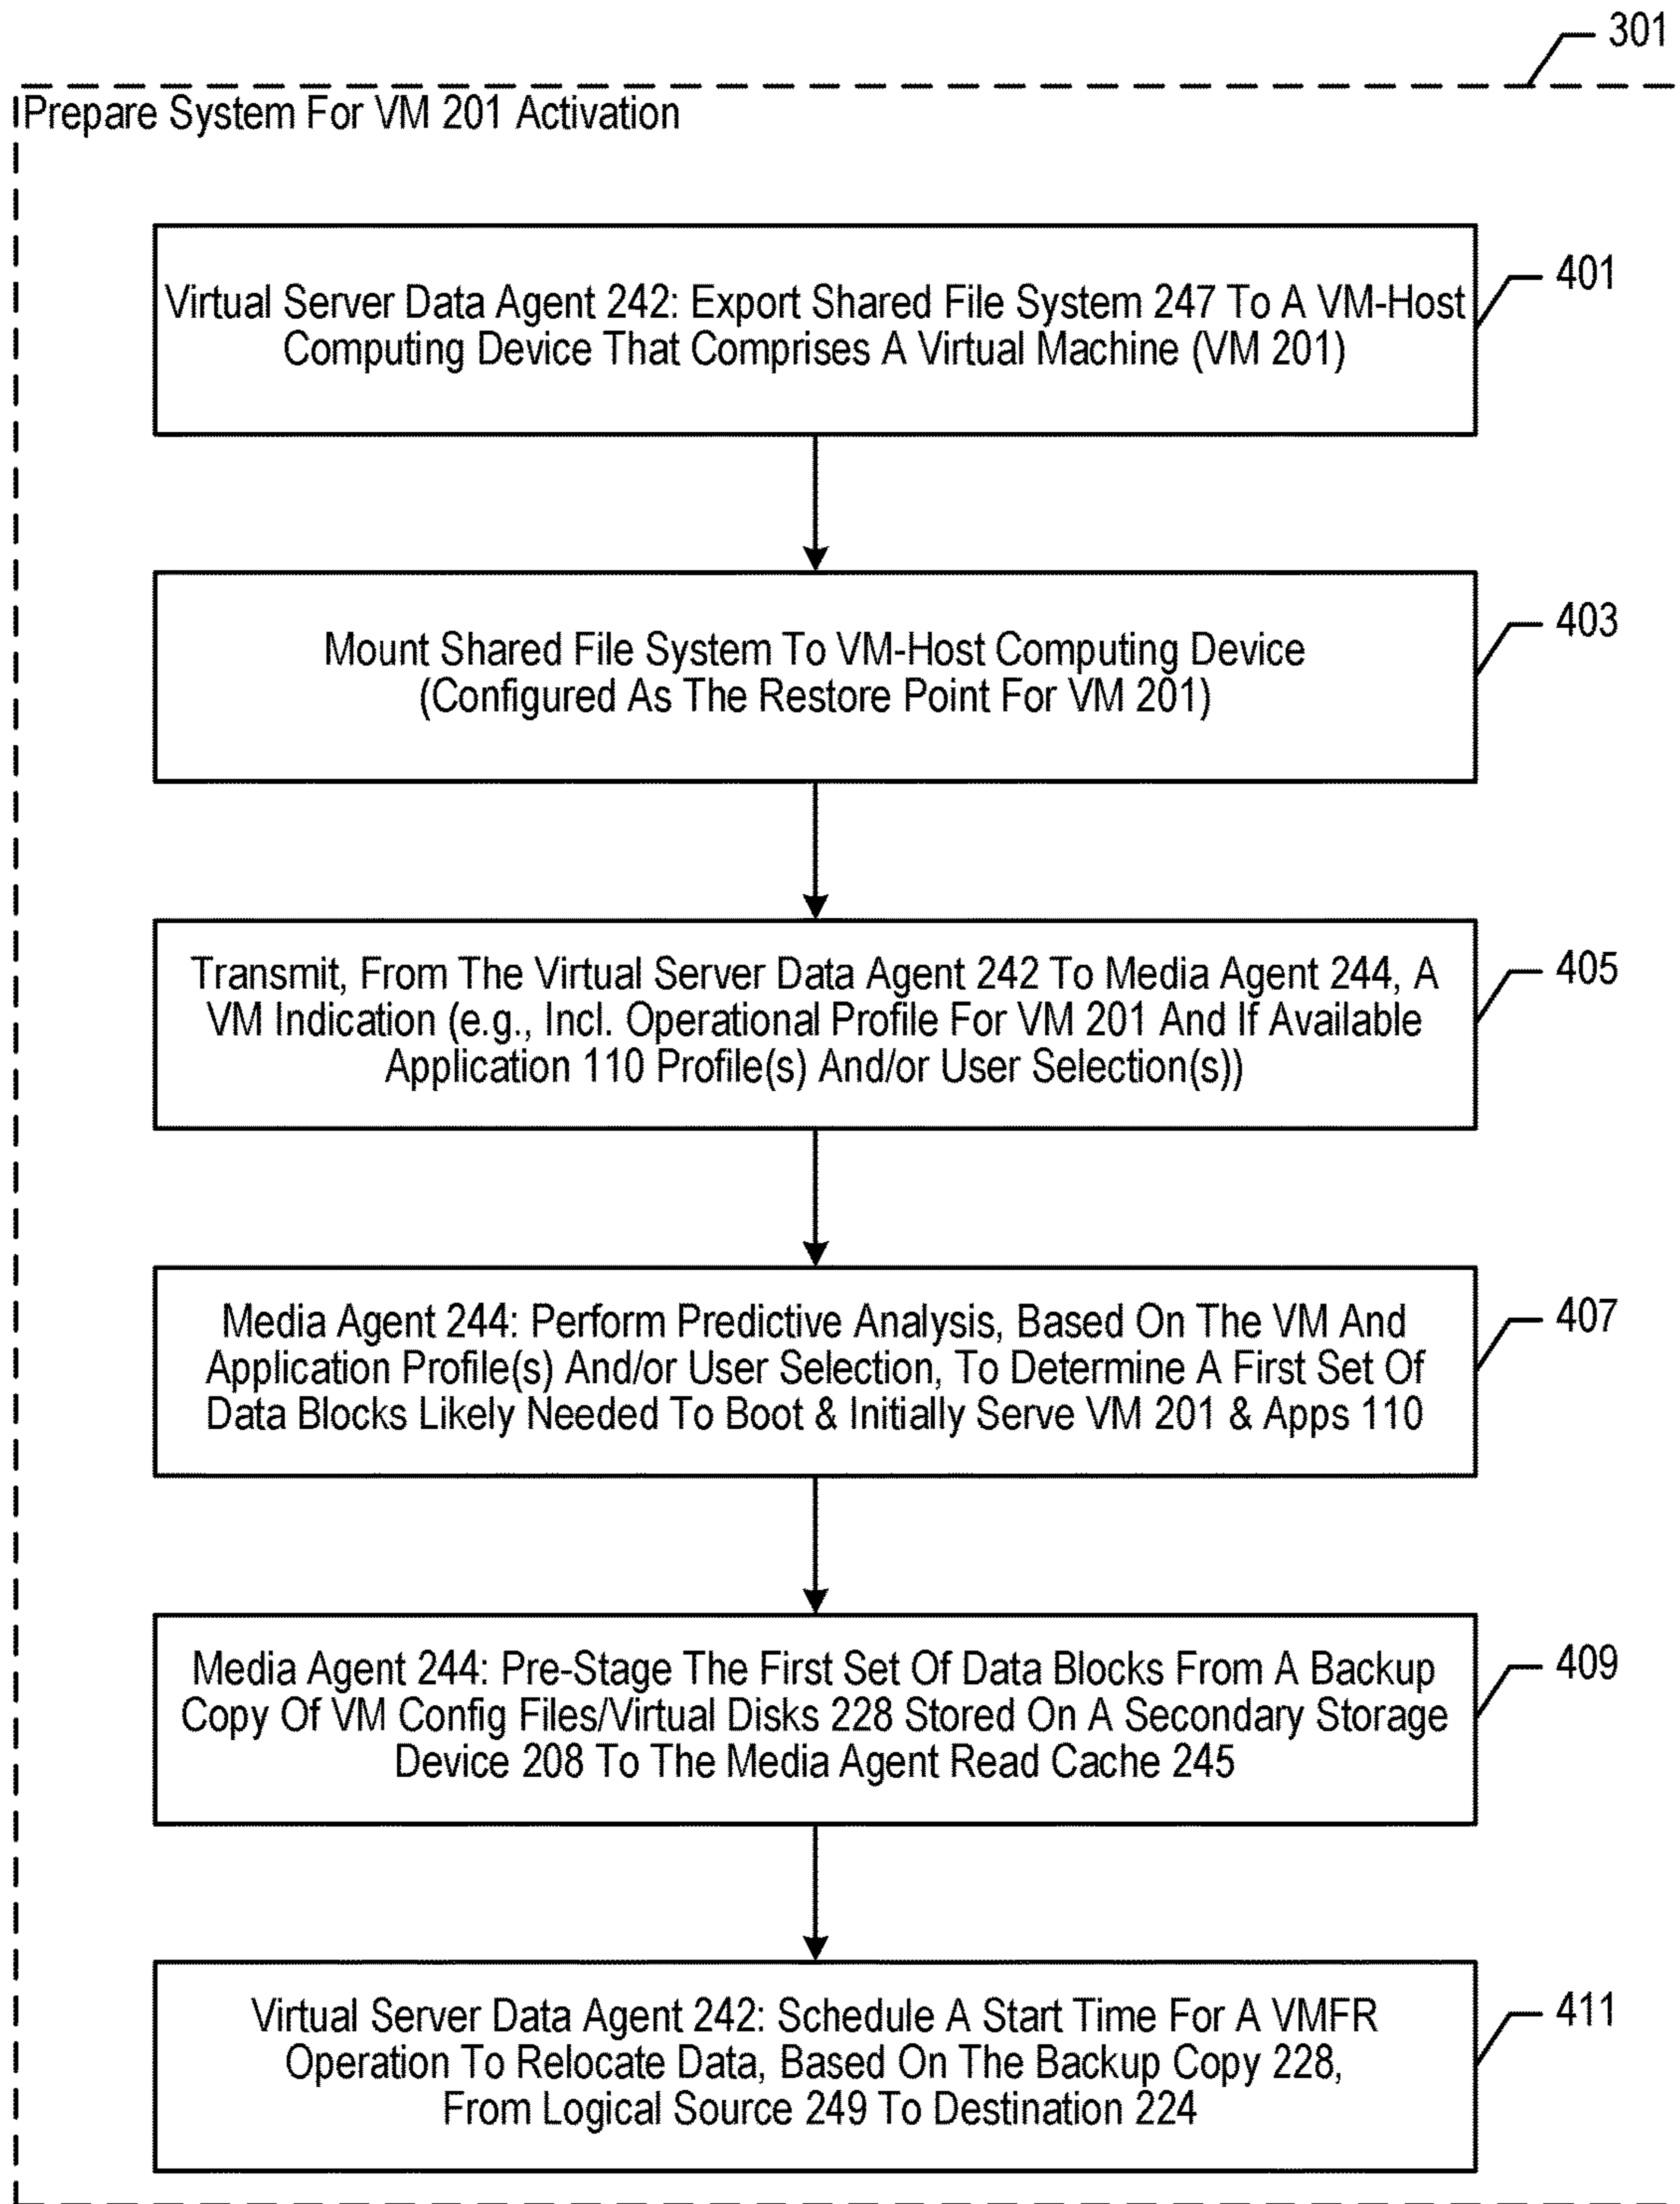 301
Prepare System For VM 201 Activation
Virtual Server Data Agent 242: Export Shared File System 247 To A VM-Host
Computing Device That Comprises A Virtual Machine (VM 201)
401
Mount Shared File System To VM-Host Computing Device
(Configured As The Restore Point For VM 201)
403
Transmit, From The Virtual Server Data Agent 242 To Media Agent 244, A
VM Indication (e.g., Incl. Operational Profile For VM 201 And If Available
Application 110 Profile(s) And/or User Selection(s))
405
Media Agent 244: Perform Predictive Analysis, Based On The VM And
Application Profile(s) And/or User Selection, To Determine A First Set Of
Data Blocks Likely Needed To Boot & Initially Serve VM 201 & Apps 110
407
Media Agent 244: Pre-Stage The First Set Of Data Blocks From A Backup
Copy Of VM Config Files/Virtual Disks 228 Stored On A Secondary Storage
Device 208 To The Media Agent Read Cache 245
409
Virtual Server Data Agent 242: Schedule A Start Time For A VMFR
Operation To Relocate Data, Based On The Backup Copy 228,
From Logical Source 249 To Destination 224
411